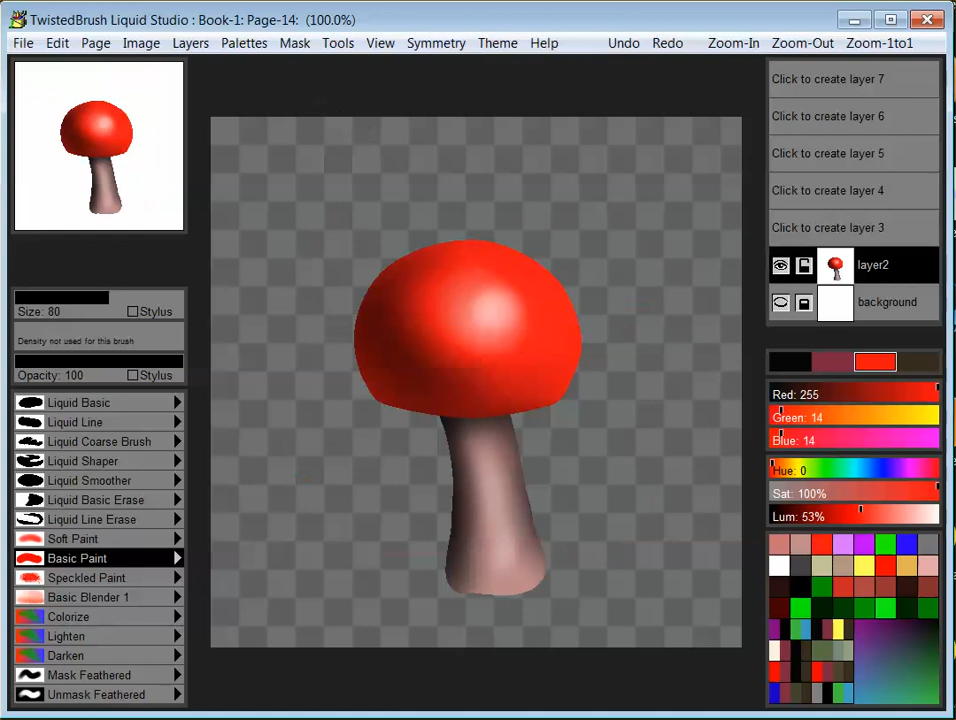 TwistedBrush Liquid Studio : Book-1: Page-14: (100.0%)
File Edit Page Image Layers Palettes Mask Tools View Symmetry Theme Help Undo Redo Zoom-In Zoom-Out Zoom-1to1
Click to create layer 7
Click to create layer 6
Click to create layer 5
Click to create layer 4
Click to create layer 3
layer2
background
Size: 80 Stylus
Density not used for this brush
Opacity: 100 Stylus
Liquid Basic
Liquid Line
Liquid Coarse Brush
Liquid Shaper
Liquid Smoother
Liquid Basic Erase
Liquid Line Erase
Soft Paint
Basic Paint
Speckled Paint
Basic Blender 1
Colorize
Lighten
Darken
Mask Feathered
Unmask Feathered
Red: 255
Green: 14
Blue: 14
Hue: 0
Sat: 100%
Lum: 53%